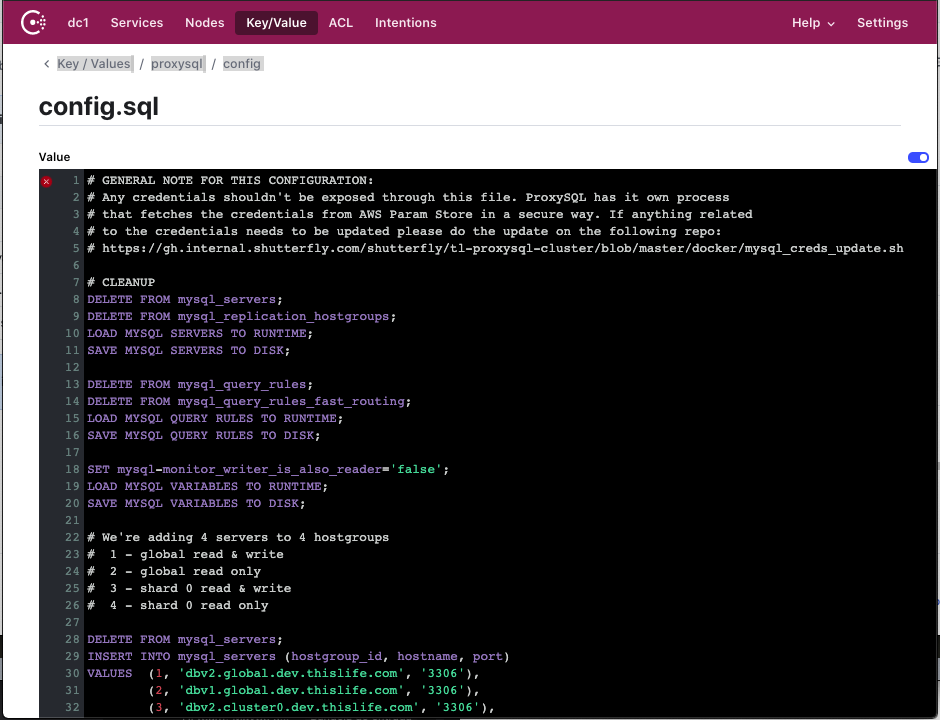 dc1 Services Nodes Key/Value ACL Intentions Help Settings
Key / Values / proxysql / config
config.sql
Value
1 # GENERAL NOTE FOR THIS CONFIGURATION:
2 # Any credentials shouldn't be exposed through this file. ProxySQL has it own process
3 # that fetches the credentials from AWS Param Store in a secure way. If anything related
4 # to the credentials needs to be updated please do the update on the following repo:
5 # https://gh.internal.shutterfly.com/shutterfly/tl-proxysql-cluster/blob/master/docker/mysql_creds_update.sh
6
7 # CLEANUP
8 DELETE FROM mysql_servers;
9 DELETE FROM mysql_replication_hostgroups;
10 LOAD MYSQL SERVERS TO RUNTIME;
11 SAVE MYSQL SERVERS TO DISK;
12
13 DELETE FROM mysql_query_rules;
14 DELETE FROM mysql_query_rules_fast_routing;
15 LOAD MYSQL QUERY RULES TO RUNTIME;
16 SAVE MYSQL QUERY RULES TO DISK;
17
18 SET mysql-monitor_writer_is_also_reader='false';
19 LOAD MYSQL VARIABLES TO RUNTIME;
20 SAVE MYSQL VARIABLES TO DISK;
21
22 # We're adding 4 servers to 4 hostgroups
23 #  1 - global read & write
24 #  2 - global read only
25 #  3 - shard 0 read & write
26 #  4 - shard 0 read only
27
28 DELETE FROM mysql_servers;
29 INSERT INTO mysql_servers (hostgroup_id, hostname, port)
30 VALUES  (1, 'dbv2.global.dev.thislife.com', '3306'),
31         (2, 'dbv1.global.dev.thislife.com', '3306'),
32         (3, 'dbv2.cluster0.dev.thislife.com', '3306'),